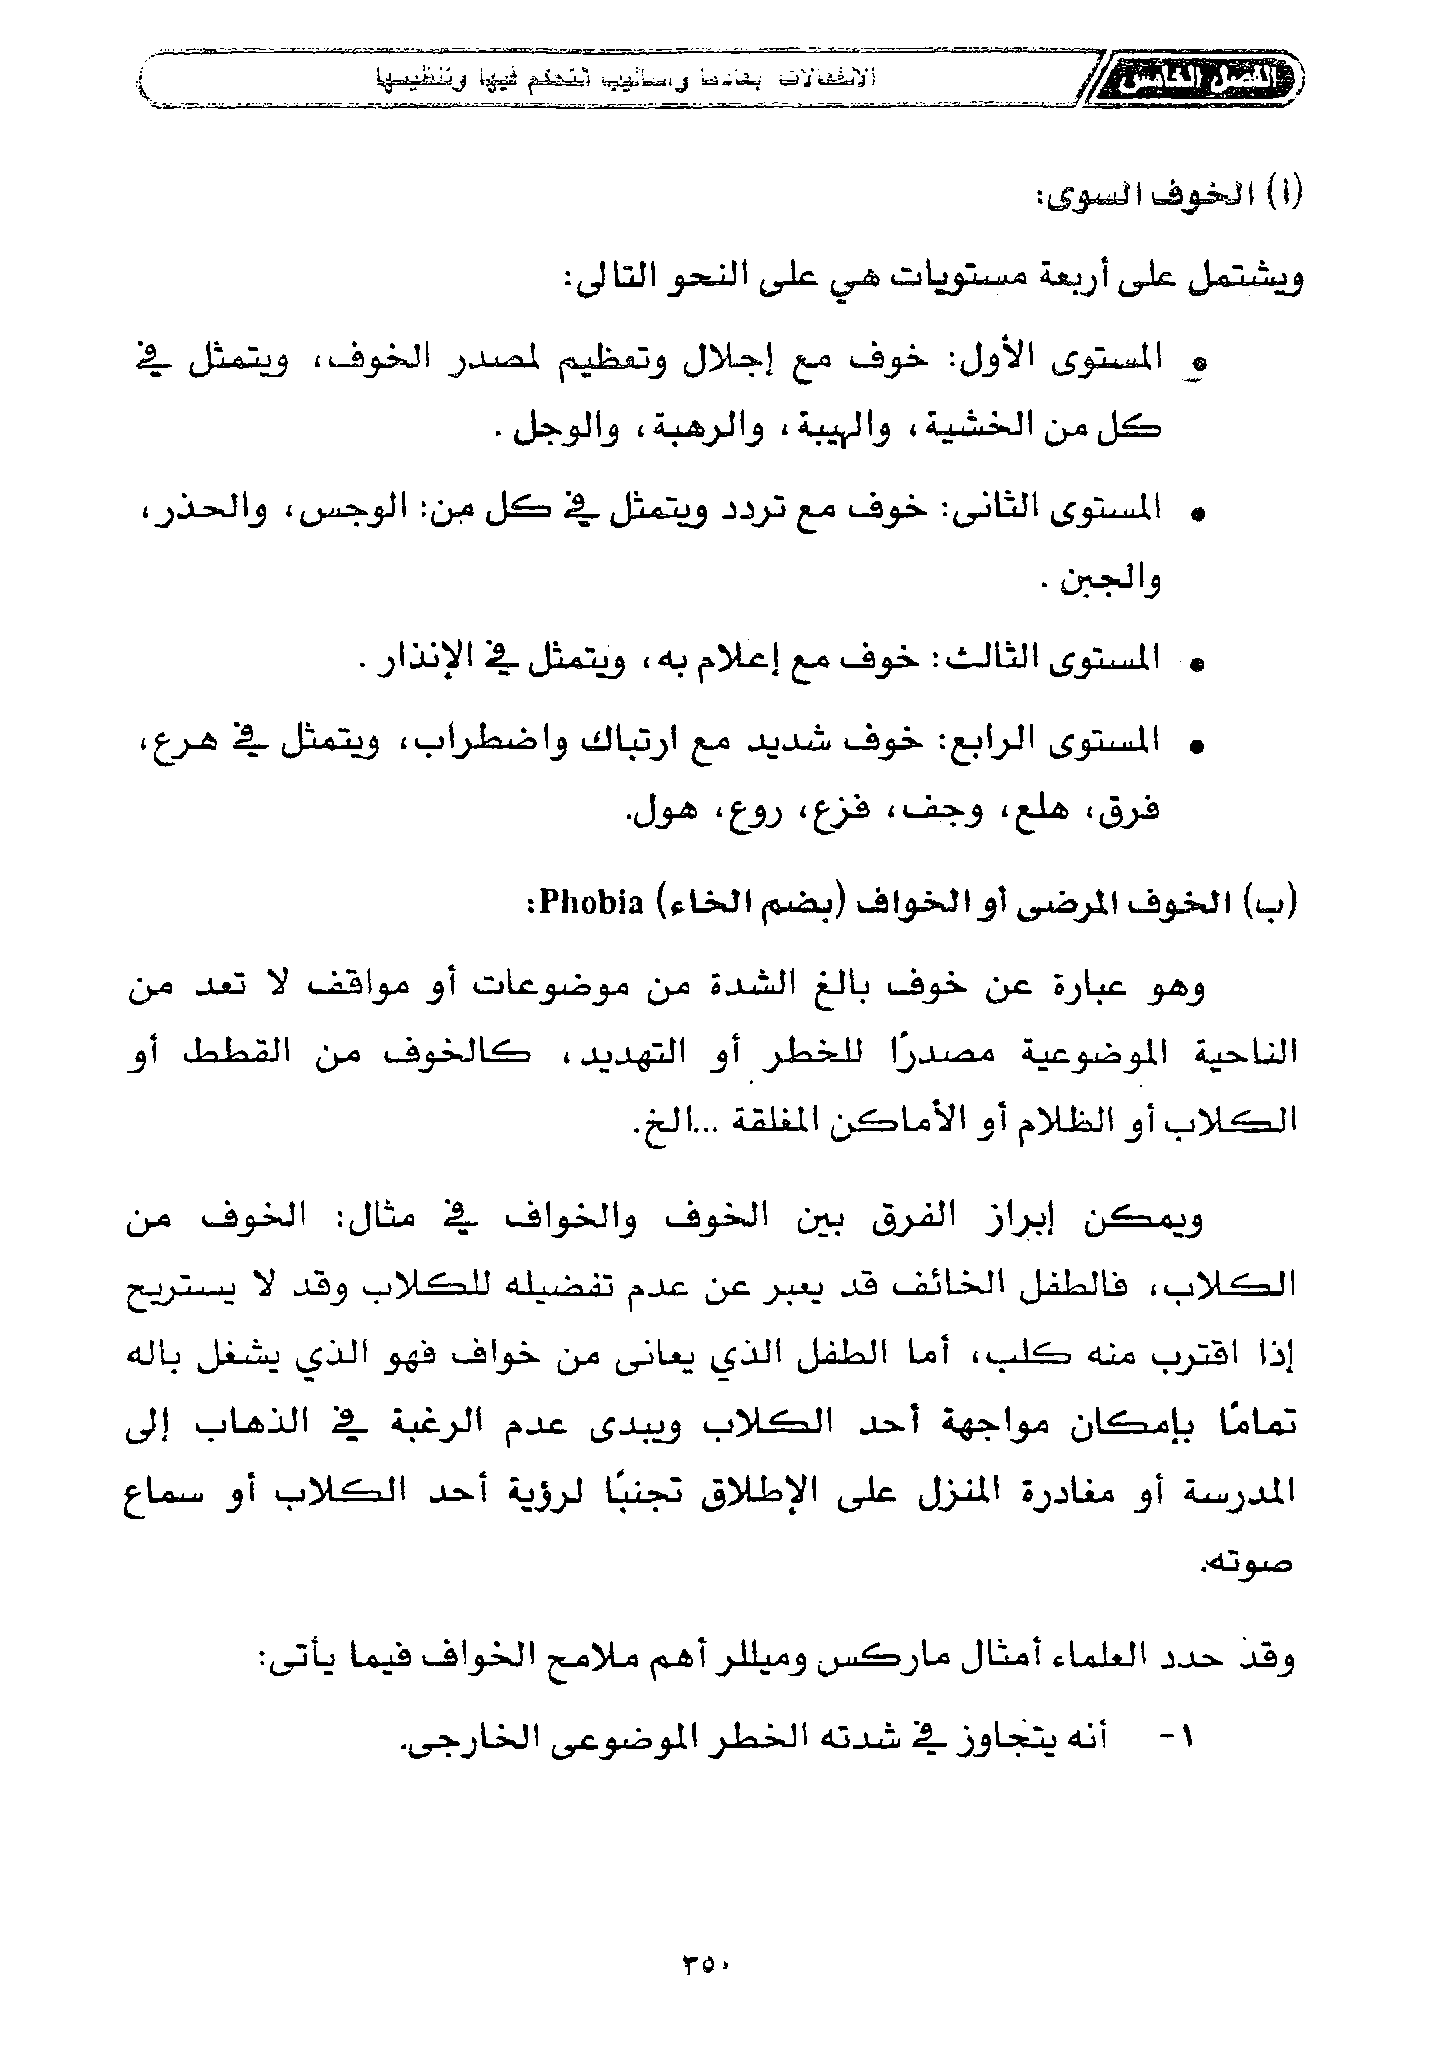 الفصل الخامس
الانفعالات وأساليب التحكم فيها وتنظيمها
(أ) الخوف السوى:
ويشتمل على أربعة مستويات هي على النحو التالى:
• المستوى الأول: خوف مع إجلال وتعظيم لمصدر الخوف، ويتمثل في
كل من الخشية، والهيبة، والرهبة، والوجل .
• المستوى الثانى: خوف مع تردد ويتمثل في كل من: الوجس، والحذر،
والجبن .
• المستوى الثالث: خوف مع إعلام به، ويتمثل في الإنذار .
• المستوى الرابع: خوف شديد مع ارتباك واضطراب، ويتمثل في هرع،
فرق، هلع، وجف، فزع، روع، هول.
(ب) الخوف المرضى أو الخواف (بضم الخاء) Phobia:
وهو عبارة عن خوف بالغ الشدة من موضوعات أو مواقف لا تعد من
الناحية الموضوعية مصدرًا للخطر أو التهديد، كالخوف من القطط أو
الكلاب أو الظلام أو الأماكن المغلقة ...الخ.
ويمكن إبراز الفرق بين الخوف والخواف في مثال: الخوف من
الكلاب، فالطفل الخائف قد يعبر عن عدم تفضيله للكلاب وقد لا يستريح
إذا اقترب منه كلب، أما الطفل الذي يعانى من خواف فهو الذي يشغل باله
تمامًا بإمكان مواجهة أحد الكلاب ويبدى عدم الرغبة في الذهاب إلى
المدرسة أو مغادرة المنزل على الإطلاق تجنبًا لرؤية أحد الكلاب أو سماع
صوته.
وقد حدد العلماء أمثال ماركس وميللر أهم ملامح الخواف فيما يأتى:
١- أنه يتجاوز في شدته الخطر الموضوعى الخارجى.
٣٥٠